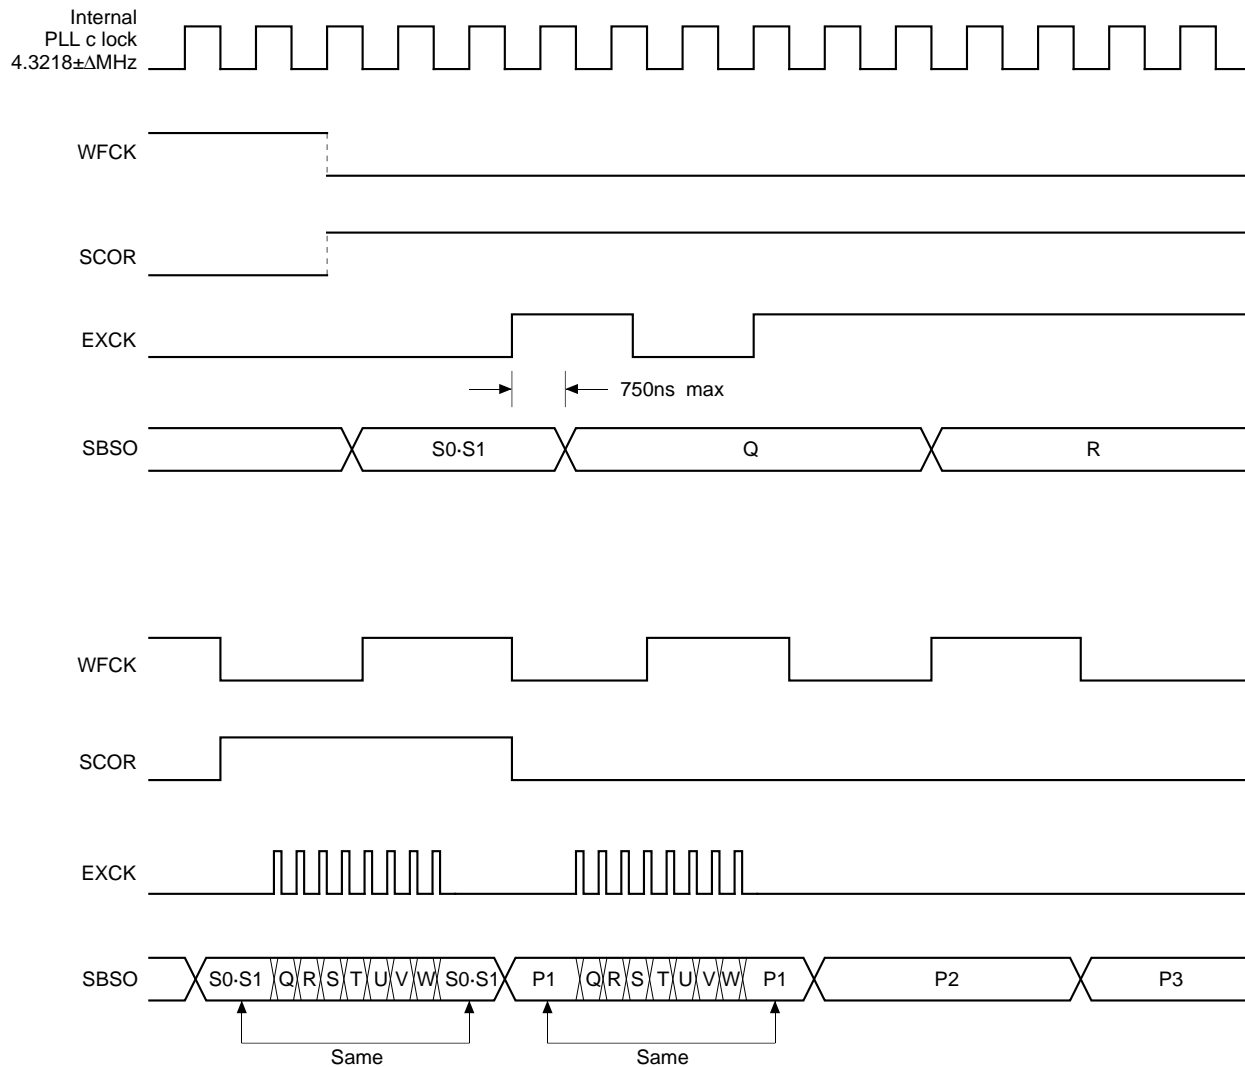 Internal
PLL c lock
4.3218±ΔMHz
WFCK
SCOR
EXCK
750ns max
SBSO
S0·S1
Q
R
WFCK
SCOR
EXCK
SBSO
S0·S1 Q R S T U V W S0·S1 P1 Q R S T U V W P1 P2 P3
Same Same